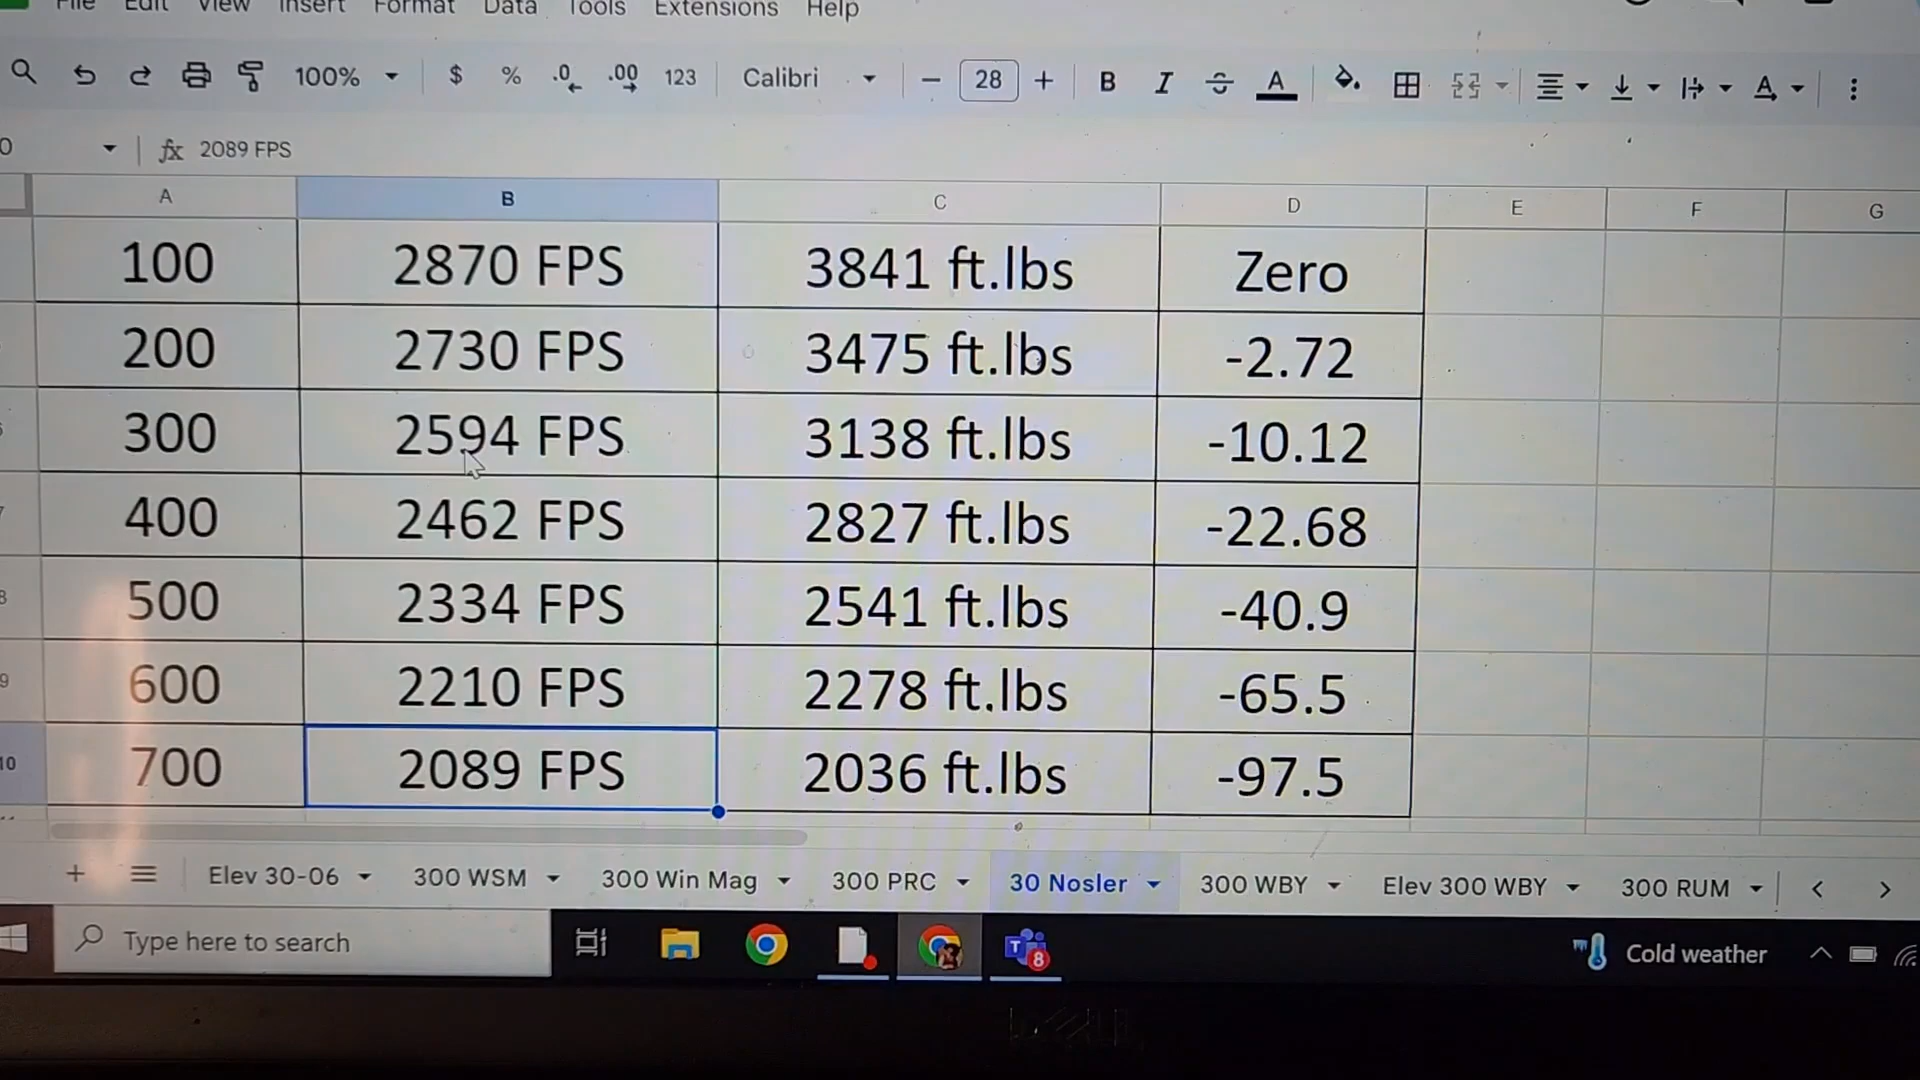 File Edit View Insert Format Data Tools Extensions Help
100% $ % .0 .00 123 Calibri 28 B I A A
fx 2089 FPS
A B C D E F G
100 2870 FPS 3841 ft.lbs Zero
200 2730 FPS 3475 ft.lbs -2.72
300 2594 FPS 3138 ft.lbs -10.12
400 2462 FPS 2827 ft.lbs -22.68
8 500 2334 FPS 2541 ft.lbs -40.9
9 600 2210 FPS 2278 ft.lbs -65.5
10 700 2089 FPS 2036 ft.lbs -97.5
Elev 30-06 300 WSM 300 Win Mag 300 PRC 30 Nosler 300 WBY Elev 300 WBY 300 RUM
Type here to search T 8 Cold weather